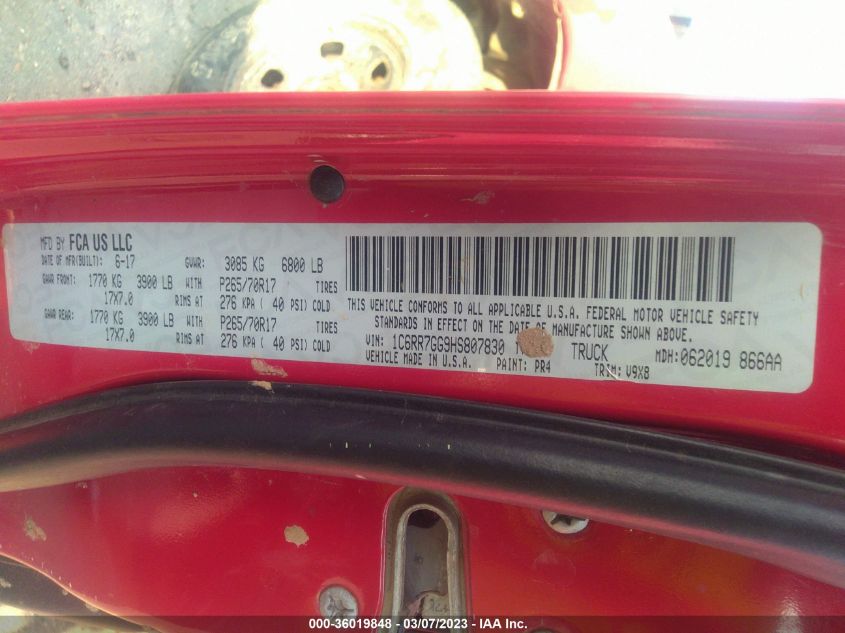 MFD BY FCA US LLC
DATE OF MFR(BUILT): 6-17 GVWR: 3085 KG 6800 LB
GAWR FRONT: 1770 KG 3900 LB WITH P265/70R17 TIRES
17X7.0 RIMS AT 276 KPA ( 40 PSI) COLD
GAWR REAR: 1770 KG 3900 LB WITH P265/70R17 TIRES
17X7.0 RIMS AT 276 KPA ( 40 PSI) COLD
THIS VEHICLE CONFORMS TO ALL APPLICABLE U.S.A. FEDERAL MOTOR VEHICLE SAFETY
STANDARDS IN EFFECT ON THE DATE OF MANUFACTURE SHOWN ABOVE.
VIN: 1C6RR7GG9HS807830 TRUCK MDH:062019 866AA
VEHICLE MADE IN U.S.A. PAINT: PR4 TRIM: V9X8
000-36019848 - 03/07/2023 - IAA Inc.